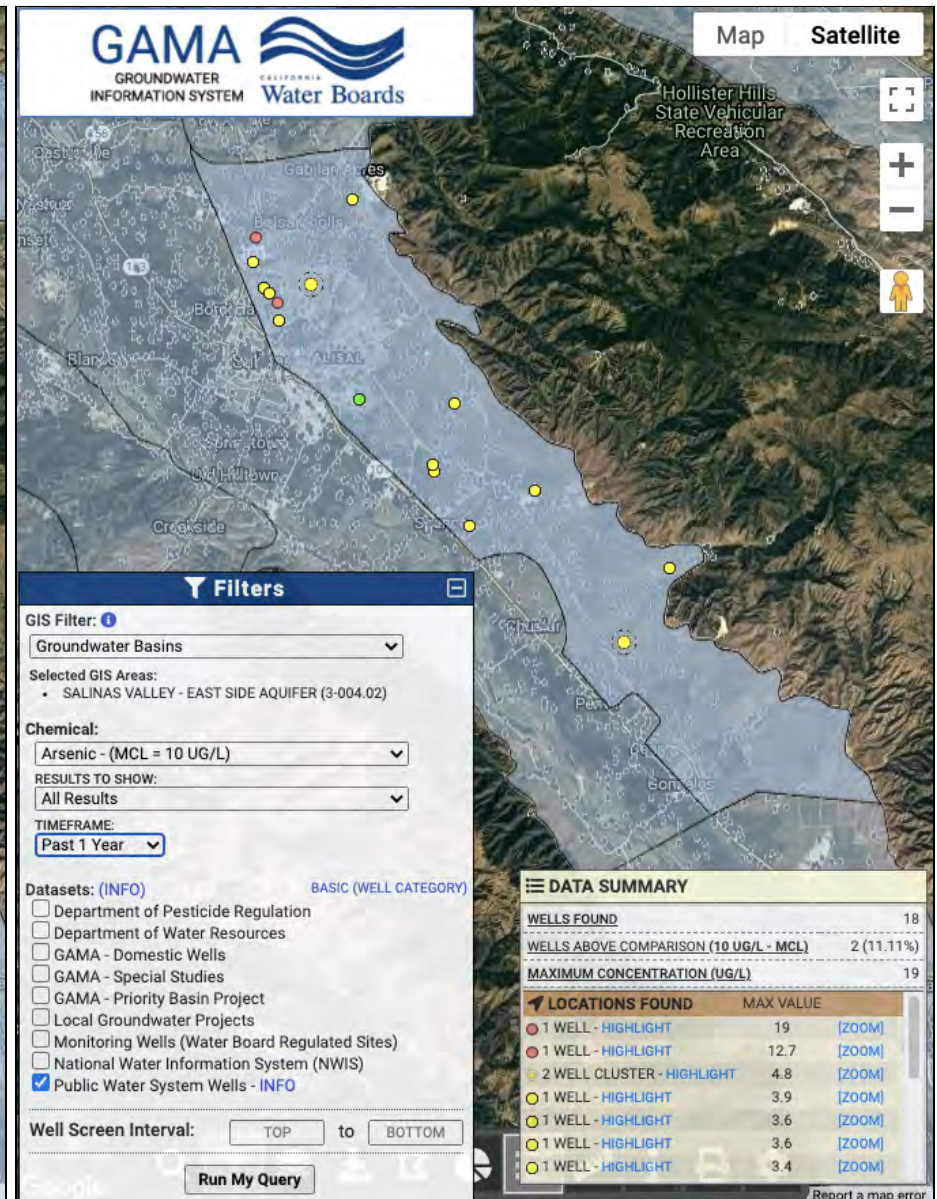 GAMA
GROUNDWATER
INFORMATION SYSTEM
CALIFORNIA
Water Boards
Map Satellite
Hollister Hills
State Vehicular
Recreation
Area
156
183
ALISAL
Creekside
Chualar
Filters
GIS Filter:
Groundwater Basins
Selected GIS Areas:
• SALINAS VALLEY - EAST SIDE AQUIFER (3-004.02)
Chemical:
Arsenic - (MCL = 10 UG/L)
RESULTS TO SHOW:
All Results
TIMEFRAME:
Past 1 Year
Datasets: (INFO) BASIC (WELL CATEGORY)
Department of Pesticide Regulation
Department of Water Resources
GAMA - Domestic Wells
GAMA - Special Studies
GAMA - Priority Basin Project
Local Groundwater Projects
Monitoring Wells (Water Board Regulated Sites)
National Water Information System (NWIS)
Public Water System Wells - INFO
Well Screen Interval: TOP to BOTTOM
Run My Query
DATA SUMMARY
WELLS FOUND 18
WELLS ABOVE COMPARISON (10 UG/L - MCL) 2 (11.11%)
MAXIMUM CONCENTRATION (UG/L) 19
LOCATIONS FOUND MAX VALUE
1 WELL - HIGHLIGHT 19 [ZOOM]
1 WELL - HIGHLIGHT 12.7 [ZOOM]
2 WELL CLUSTER - HIGHLIGHT 4.8 [ZOOM]
1 WELL - HIGHLIGHT 3.9 [ZOOM]
1 WELL - HIGHLIGHT 3.6 [ZOOM]
1 WELL - HIGHLIGHT 3.6 [ZOOM]
1 WELL - HIGHLIGHT 3.4 [ZOOM]
Google
Report a map error